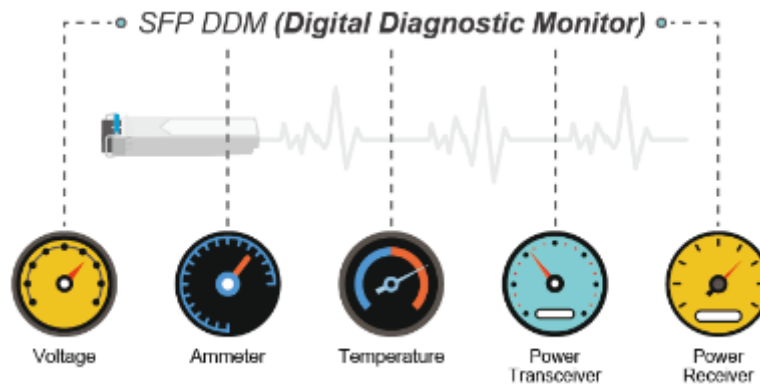 SFP DDM (Digital Diagnostic Monitor)
Voltage
Ammeter
Temperature
Power
Transceiver
Power
Receiver